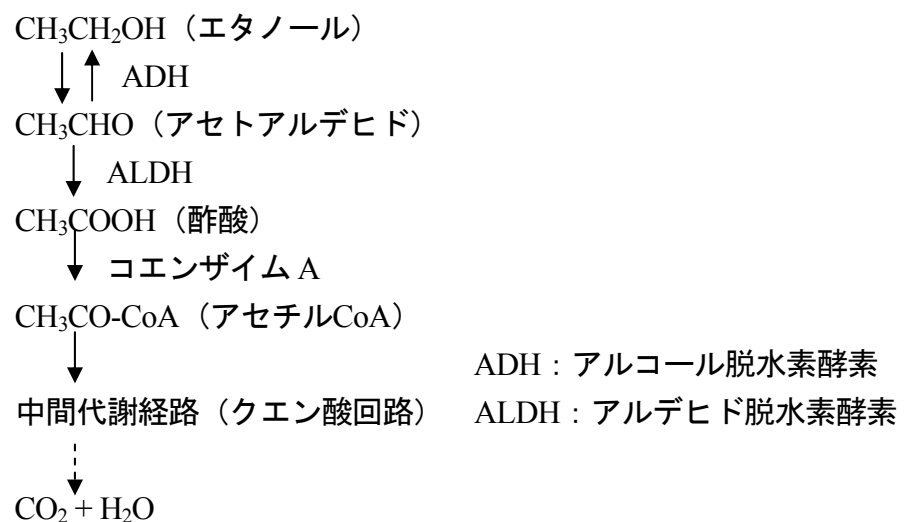 CH₃CH₂OH（エタノール）
ADH
CH₃CHO（アセトアルデヒド）
ALDH
CH₃COOH（酢酸）
コエンザイム A
CH₃CO-CoA（アセチルCoA）
ADH：アルコール脱水素酵素
中間代謝経路（クエン酸回路） ALDH：アルデヒド脱水素酵素
CO₂ + H₂O